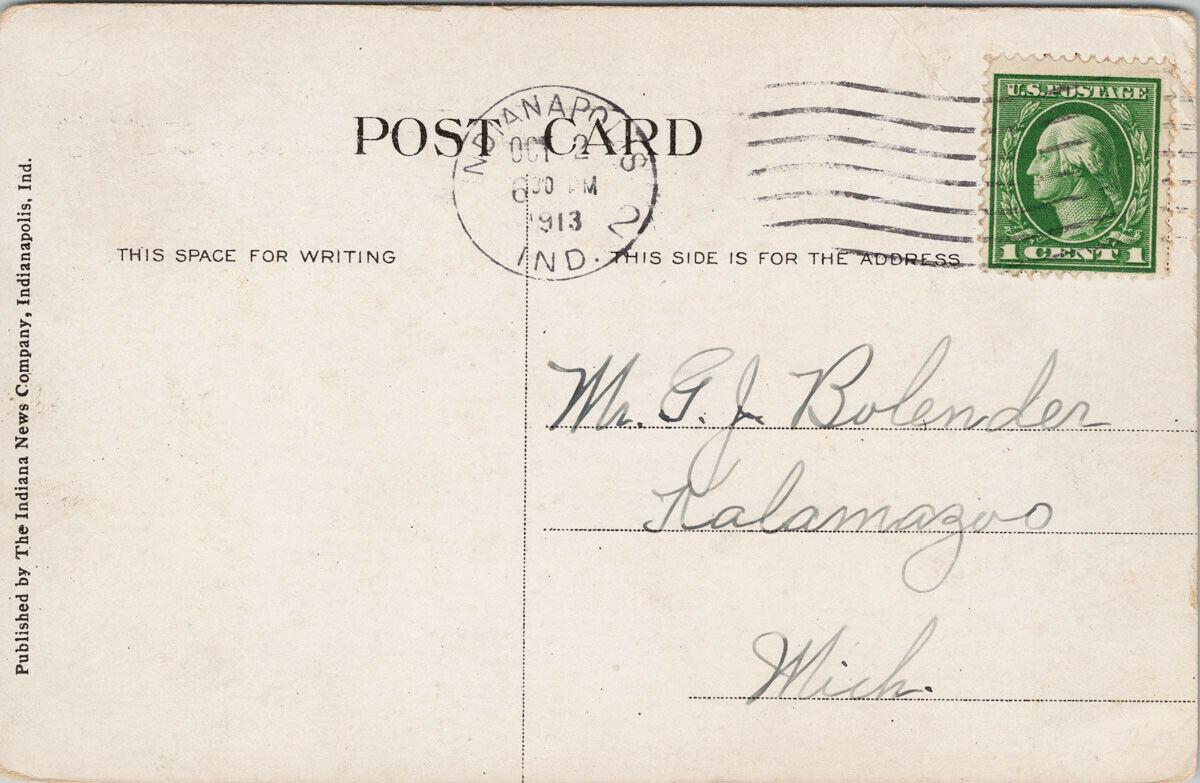 POST CARD
INDIANAPOLIS
OCT 2
30 PM
1913
2
IND.
U.S. POSTAGE
1 CENT 1
THIS SPACE FOR WRITING
THIS SIDE IS FOR THE ADDRESS
Mr. G. J. Bolender
Kalamazoo
Mich.
Published by The Indiana News Company, Indianapolis, Ind.